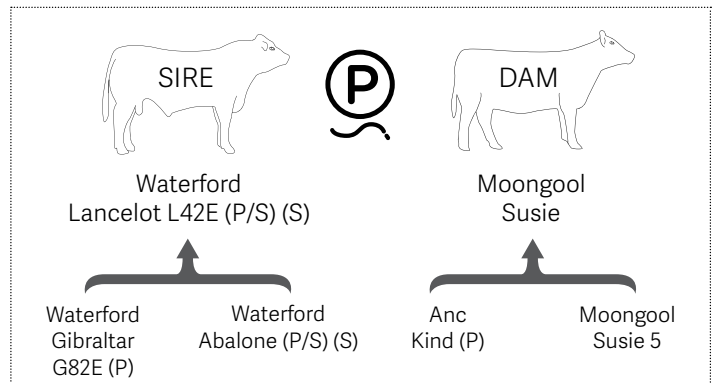 SIRE
P
DAM
Waterford
Lancelot L42E (P/S) (S)
Moongool
Susie
Waterford
Gibraltar
G82E (P)
Waterford
Abalone (P/S) (S)
Anc
Kind (P)
Moongool
Susie 5